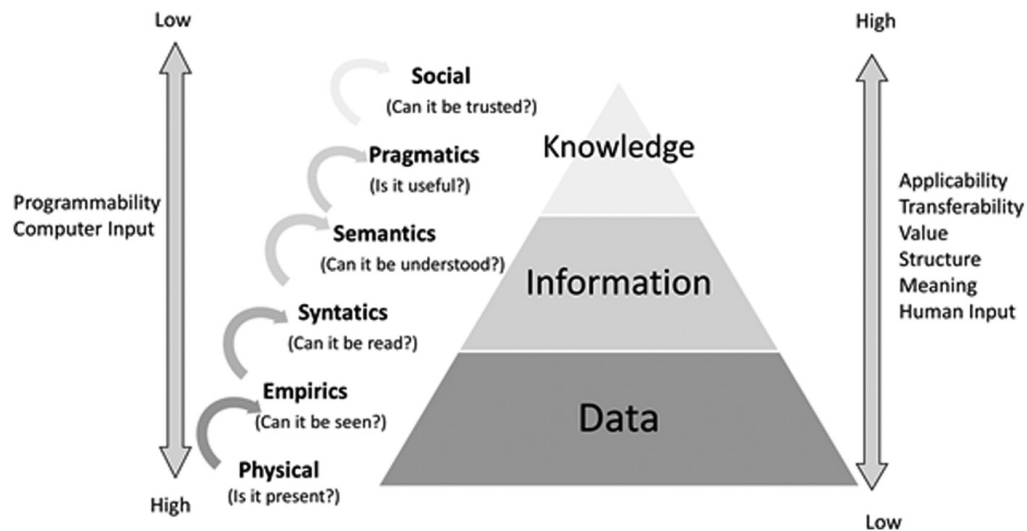 Low
High
Social
(Can it be trusted?)
Pragmatics
(Is it useful?)
Knowledge
Programmability
Computer Input
Applicability
Transferability
Value
Structure
Meaning
Human Input
Semantics
(Can it be understood?)
Information
Syntatics
(Can it be read?)
Empirics
(Can it be seen?)
Data
Physical
(Is it present?)
High
Low